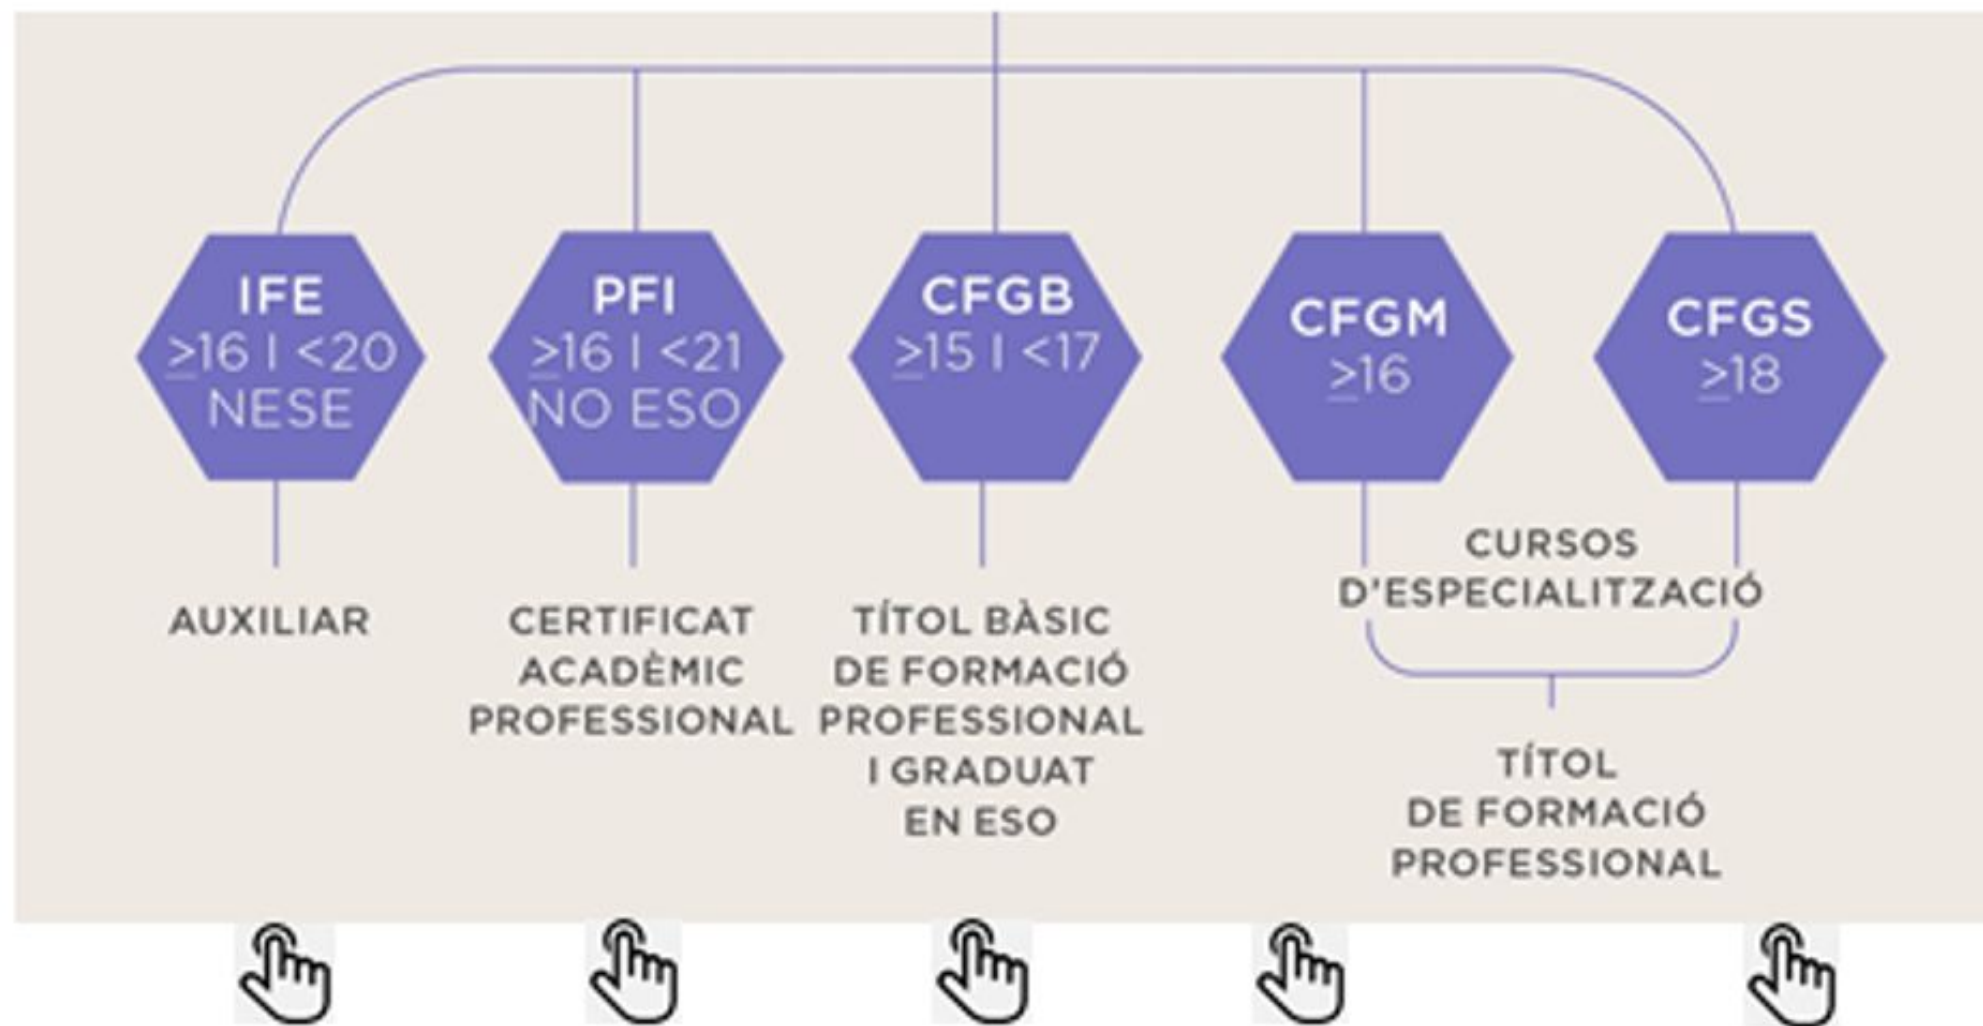 IFE
≥16 I <20
NESE
PFI
≥16 I <21
NO ESO
CFGB
≥15 I <17
CFGM
≥16
CFGS
≥18
AUXILIAR
CERTIFICAT
ACADÈMIC
PROFESSIONAL
TÍTOL BÀSIC
DE FORMACIÓ
PROFESSIONAL
I GRADUAT
EN ESO
CURSOS
D'ESPECIALITZACIÓ
TÍTOL
DE FORMACIÓ
PROFESSIONAL